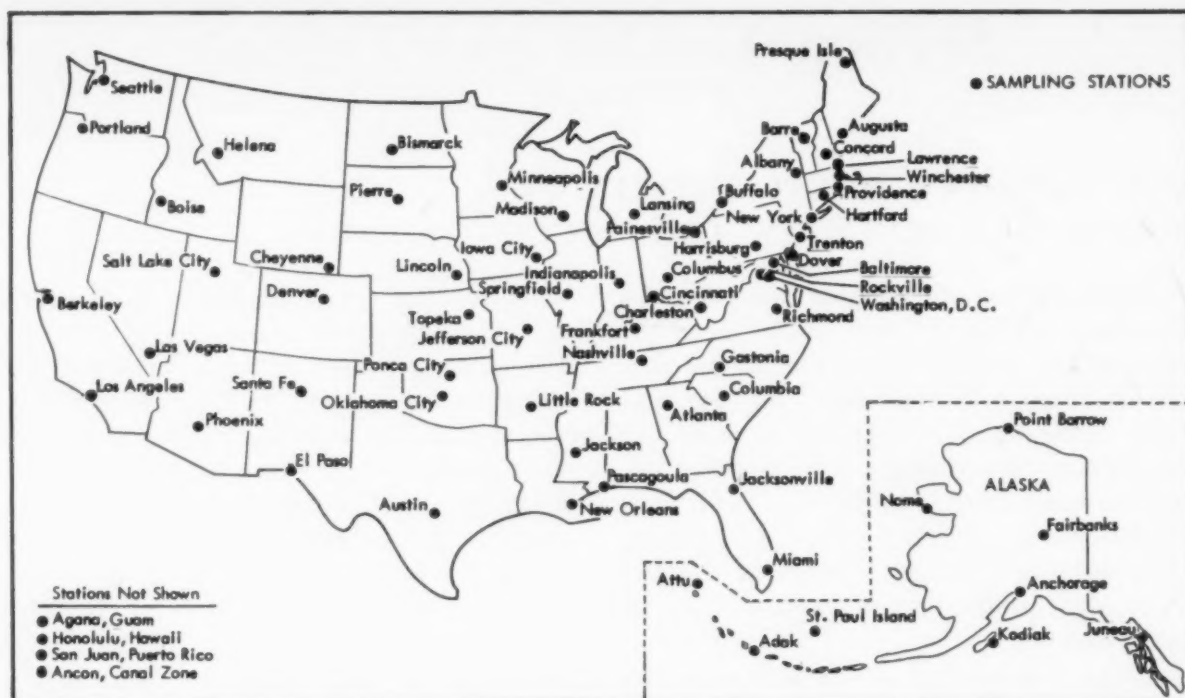 Presque Isle
SAMPLING STATIONS
Seattle
Portland
Helena
Bismarck
Barre
Augusta
Concord
Albany
Lawrence
Winchester
Minneapolis
Pierre
Boise
Madison
Lansing
Buffalo
Providence
Hartford
New York
Painesville
Trenton
Harrisburg
Dover
Iowa City
Salt Lake City
Cheyenne
Lincoln
Indianapolis
Columbus
Baltimore
Rockville
Washington, D.C.
Springfield
Cincinnati
Denver
Berkeley
Charleston
Richmond
Topeka
Jefferson City
Frankfort
Nashville
Las Vegas
Ponca City
Gastonia
Los Angeles
Santa Fe
Oklahoma City
Little Rock
Columbia
Atlanta
Phoenix
Point Barrow
Jackson
El Paso
Pascagoula
Jacksonville
ALASKA
Austin
New Orleans
Nome
Fairbanks
Miami
Attu
Anchorage
Stations Not Shown
Agana, Guam
Honolulu, Hawaii
San Juan, Puerto Rico
Ancon, Canal Zone
St. Paul Island
Adak
Kodiak
Juneau